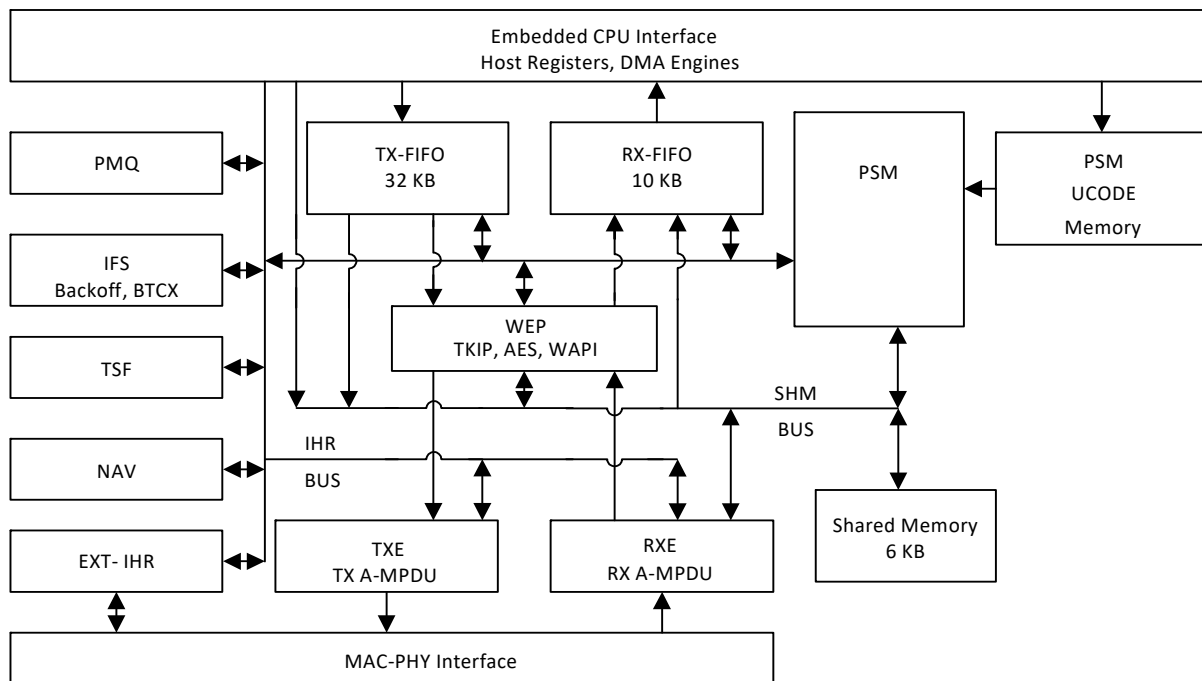 Embedded CPU Interface
Host Registers, DMA Engines
PMQ
TX-FIFO
32 KB
RX-FIFO
10 KB
PSM
PSM
UCODE
Memory
IFS
Backoff, BTCX
WEP
TKIP, AES, WAPI
TSF
SHM
BUS
IHR
BUS
NAV
Shared Memory
6 KB
EXT- IHR
TXE
TX A-MPDU
RXE
RX A-MPDU
MAC-PHY Interface